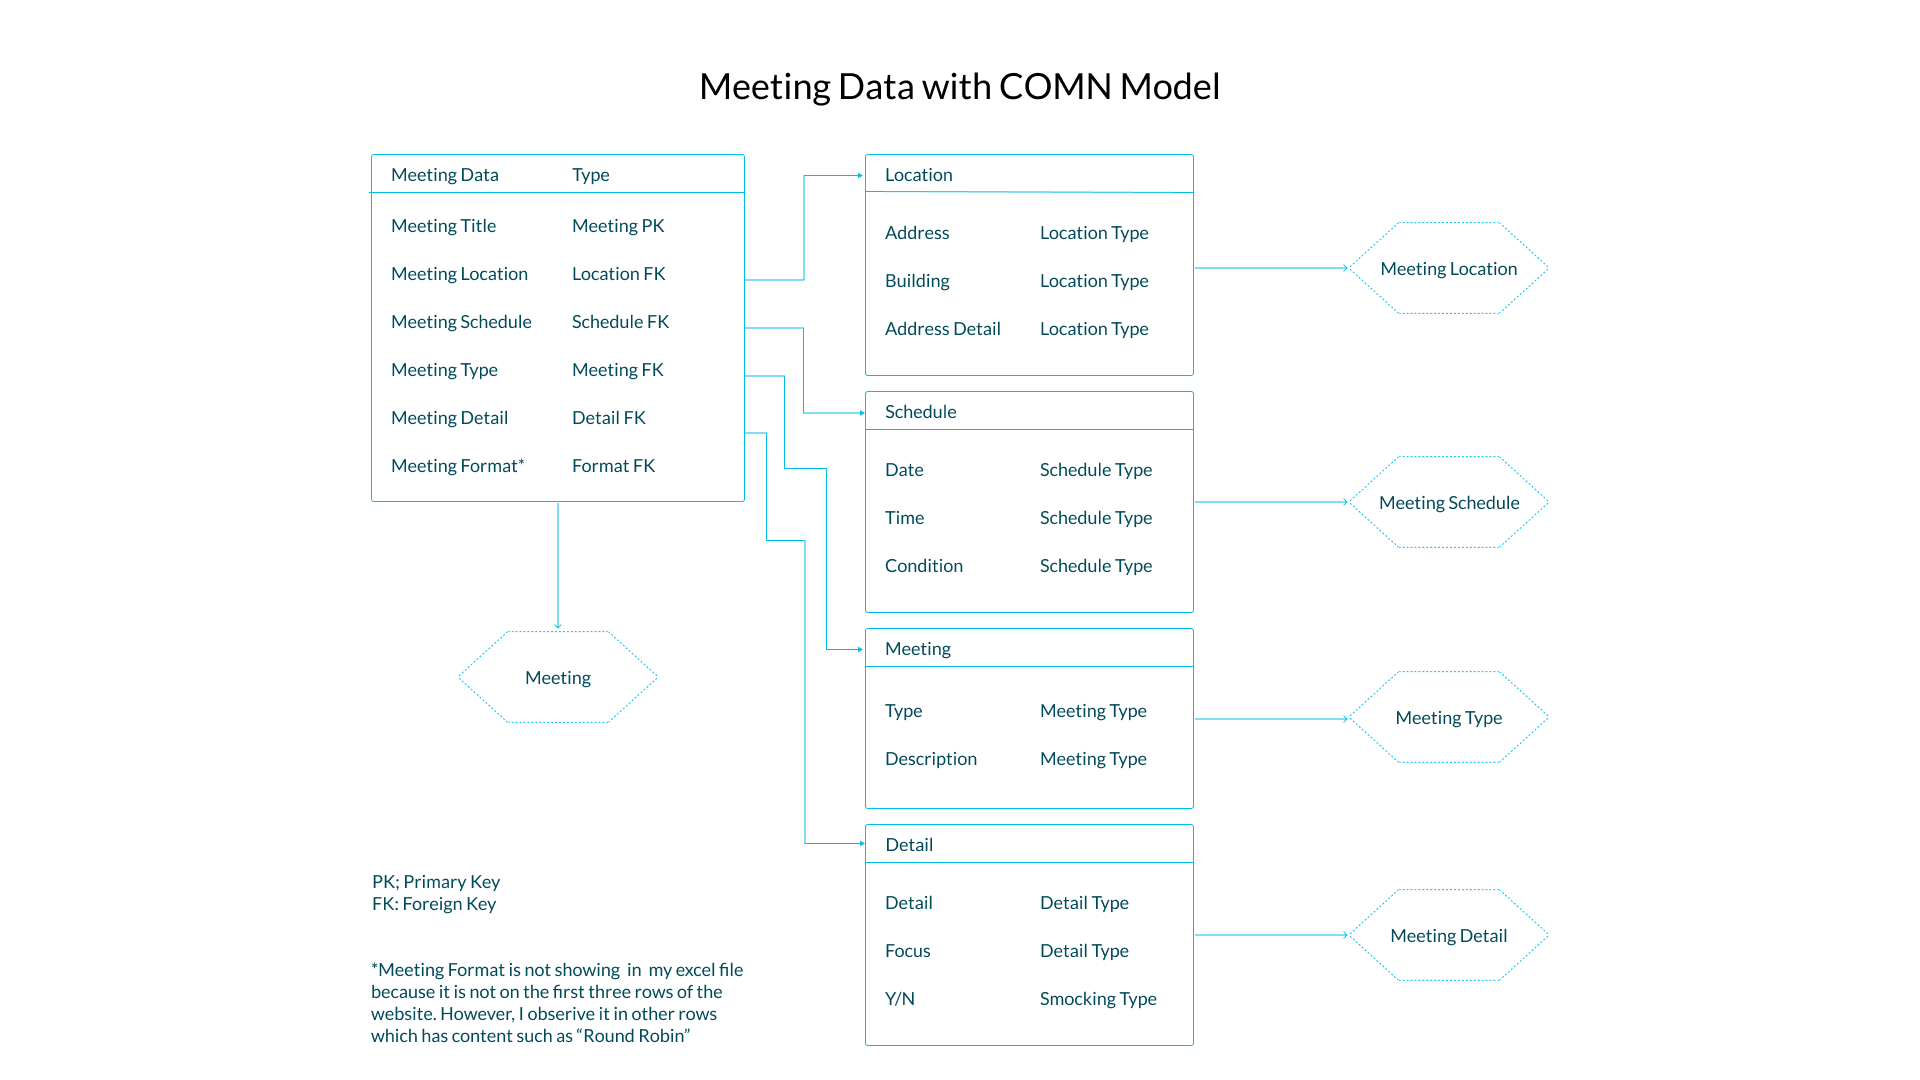 Meeting Data with COMN Model
Meeting Data Type
Meeting Title Meeting PK
Meeting Location Location FK
Meeting Schedule Schedule FK
Meeting Type Meeting FK
Meeting Detail Detail FK
Meeting Format* Format FK
Meeting
Location
Address Location Type
Building Location Type
Address Detail Location Type
Meeting Location
Schedule
Date Schedule Type
Time Schedule Type
Condition Schedule Type
Meeting Schedule
Meeting
Type Meeting Type
Description Meeting Type
Meeting Type
Detail
Detail Detail Type
Focus Detail Type
Y/N Smocking Type
Meeting Detail
PK; Primary Key
FK: Foreign Key
*Meeting Format is not showing in my excel file
because it is not on the first three rows of the
website. However, I obserive it in other rows
which has content such as “Round Robin”